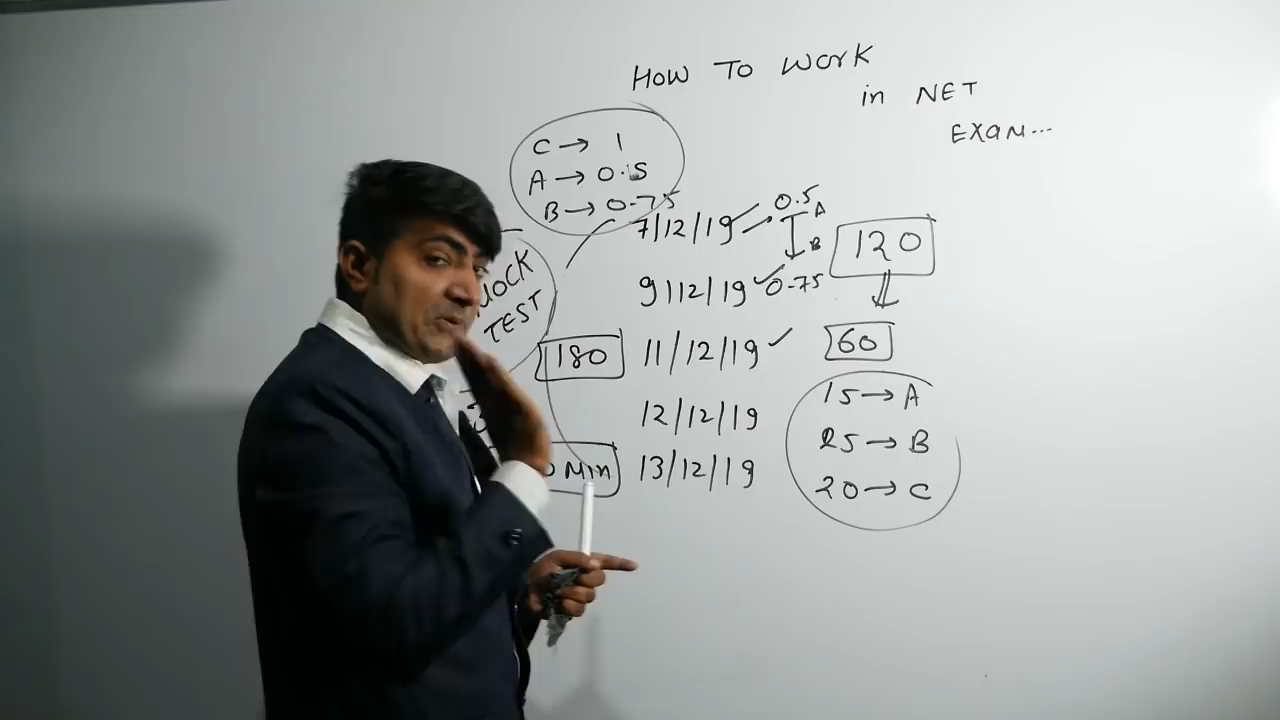 HOW TO WORK
in NET
EXAM...
C → 1
A → 0.5
B → 0.75
MOCK
TEST
180
Min
7/12/19 → 0.5
A
B
9/12/19 0.75
11/12/19
12/12/19
13/12/19
120
60
15 → A
25 → B
20 → C